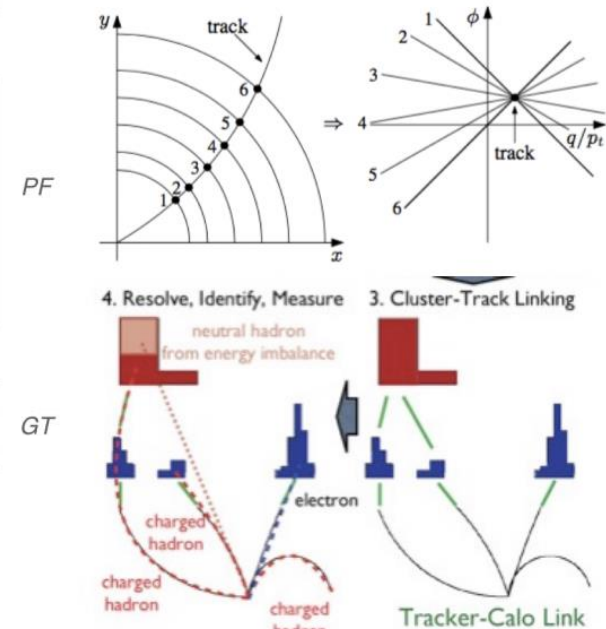 y
track
6
5
4
3
2
1
x
PF
⇒
ϕ
1
2
3
4
5
6
q/pt
track
4. Resolve, Identify, Measure
3. Cluster-Track Linking
neutral hadron
from energy imbalance
GT
electron
charged
hadron
charged
hadron
charged
Tracker-Calo Link